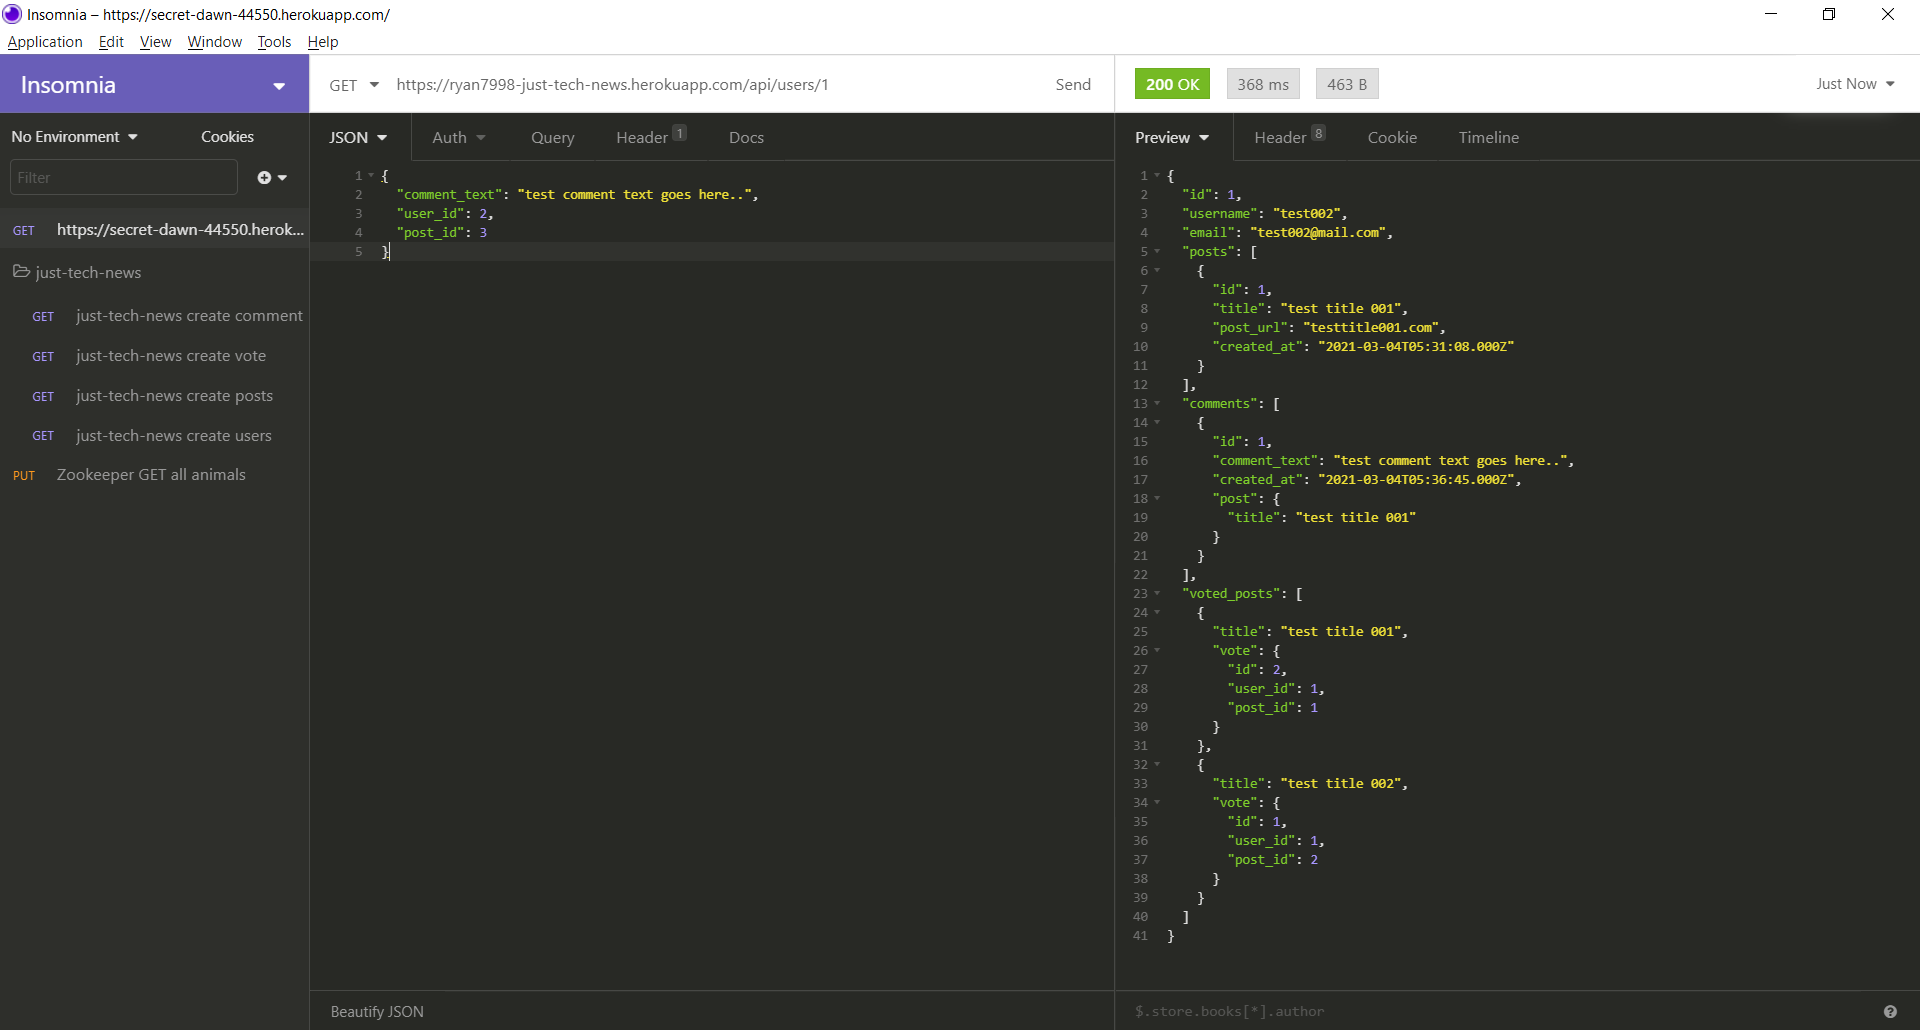 Insomnia – https://secret-dawn-44550.herokuapp.com/
Application Edit View Window Tools Help
Insomnia
GET https://ryan7998-just-tech-news.herokuapp.com/api/users/1 Send
200 OK 368 ms 463 B Just Now
No Environment Cookies
Filter
GET https://secret-dawn-44550.herok...
just-tech-news
GET just-tech-news create comment
GET just-tech-news create vote
GET just-tech-news create posts
GET just-tech-news create users
PUT Zookeeper GET all animals
JSON Auth Query Header 1 Docs
1 {
2 "comment_text": "test comment text goes here..",
3 "user_id": 2,
4 "post_id": 3
5 }
Beautify JSON
Preview Header 8 Cookie Timeline
1 {
2 "id": 1,
3 "username": "test002",
4 "email": "test002@mail.com",
5 "posts": [
6 {
7 "id": 1,
8 "title": "test title 001",
9 "post_url": "testtitle001.com",
10 "created_at": "2021-03-04T05:31:08.000Z"
11 }
12 ],
13 "comments": [
14 {
15 "id": 1,
16 "comment_text": "test comment text goes here..",
17 "created_at": "2021-03-04T05:36:45.000Z",
18 "post": {
19 "title": "test title 001"
20 }
21 }
22 ],
23 "voted_posts": [
24 {
25 "title": "test title 001",
26 "vote": {
27 "id": 2,
28 "user_id": 1,
29 "post_id": 1
30 }
31 },
32 {
33 "title": "test title 002",
34 "vote": {
35 "id": 1,
36 "user_id": 1,
37 "post_id": 2
38 }
39 }
40 ]
41 }
$.store.books[*].author